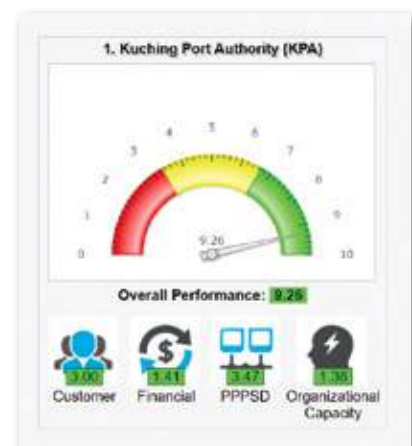 1. Kuching Port Authority (KPA)
5
4 6
3 7
2 8
1 9
0 10
9.26
Overall Performance: 9.26
3.00 1.41 3.47 1.38
Customer Financial PPPSD Organizational
Capacity